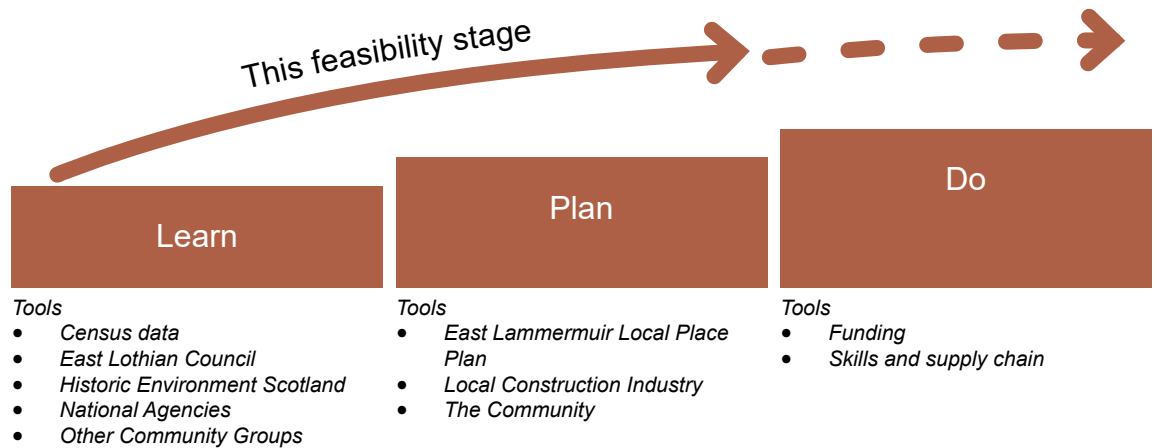 This feasibility stage
Learn
Plan
Do
Tools
• Census data
• East Lothian Council
• Historic Environment Scotland
• National Agencies
• Other Community Groups
Tools
• East Lammermuir Local Place
Plan
• Local Construction Industry
• The Community
Tools
• Funding
• Skills and supply chain